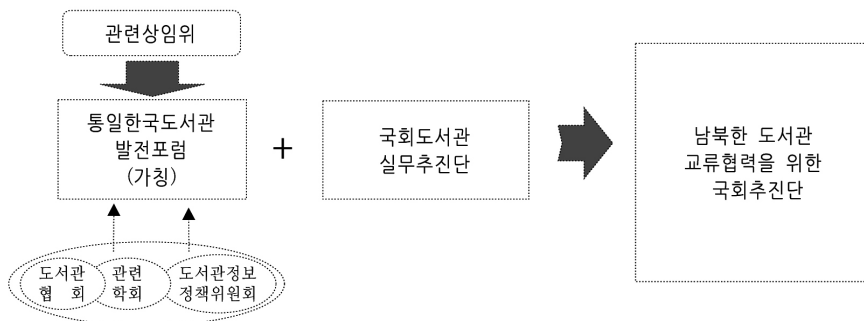 관련상임위
통일한국도서관
발전포럼
(가칭)
+
국회도서관
실무추진단
남북한 도서관
교류협력을 위한
국회추진단
도서관
협 회
관련
학회
도서관정보
정책위원회